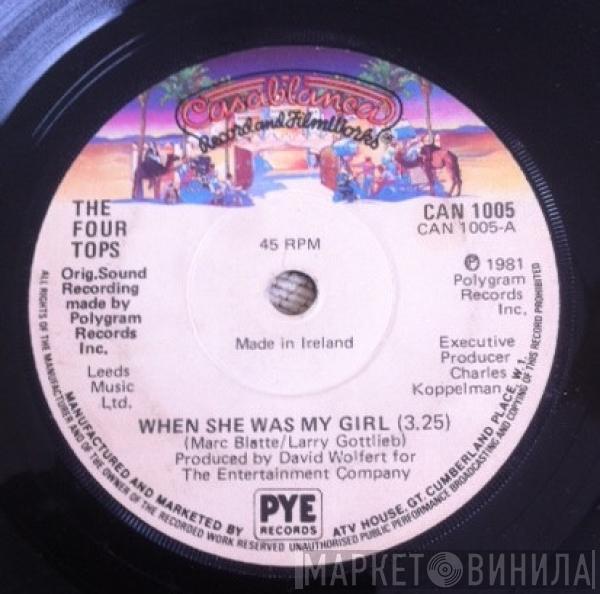 Casablanca
Record and FilmWorks
THE
FOUR
TOPS
45 RPM
CAN 1005
CAN 1005-A
Orig.Sound
Recording
made by
Polygram
Records
Inc.
Leeds
Music
Ltd.
℗ 1981
Polygram
Records
Inc.
Made in Ireland
Executive
Producer
Charles
Koppelman
WHEN SHE WAS MY GIRL (3.25)
(Marc Blatte/Larry Gottlieb)
Produced by David Wolfert for
The Entertainment Company
PYE
RECORDS
MANUFACTURED AND MARKETED BY
ATV HOUSE, GT. CUMBERLAND PLACE, W.1.
ALL RIGHTS OF THE MANUFACTURER AND OF THE OWNER OF THE RECORDED WORK RESERVED UNAUTHORISED PUBLIC PERFORMANCE BROADCASTING AND COPYING OF THIS RECORD PROHIBITED
МАРКЕТ ВИНИЛА